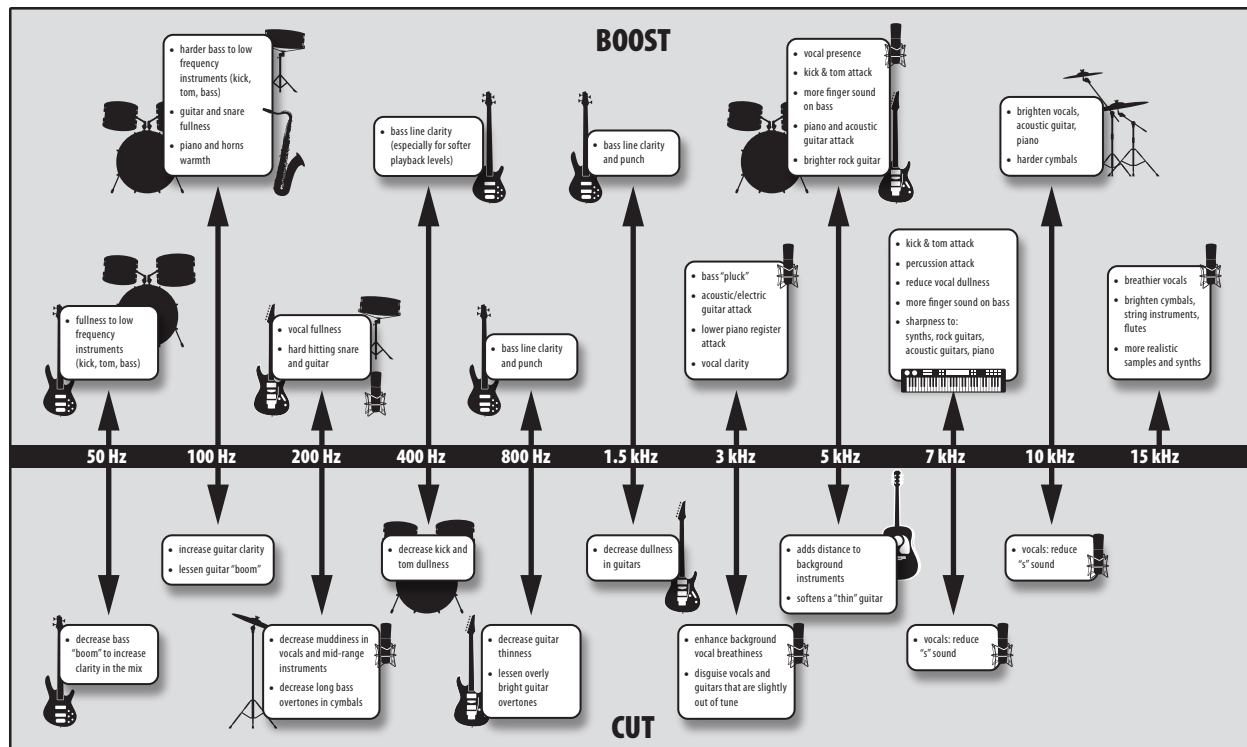 BOOST
• harder bass to low
frequency
instruments (kick,
tom, bass)
• guitar and snare
fullness
• piano and horns
warmth
• bass line clarity
(especially for softer
playback levels)
• bass line clarity
and punch
• vocal presence
• kick & tom attack
• more finger sound
on bass
• piano and acoustic
guitar attack
• brighter rock guitar
• brighten vocals,
acoustic guitar,
piano
• harder cymbals
• fullness to low
frequency
instruments
(kick, tom, bass)
• vocal fullness
• hard hitting snare
and guitar
• bass line clarity
and punch
• bass “pluck”
• acoustic/electric
guitar attack
• lower piano register
attack
• vocal clarity
• kick & tom attack
• percussion attack
• reduce vocal dullness
• more finger sound on bass
• sharpness to:
synths, rock guitars,
acoustic guitars, piano
• breathier vocals
• brighten cymbals,
string instruments,
flutes
• more realistic
samples and synths
50 Hz 100 Hz 200 Hz 400 Hz 800 Hz 1.5 kHz 3 kHz 5 kHz 7 kHz 10 kHz 15 kHz
• increase guitar clarity
• lessen guitar “boom”
• decrease kick and
tom dullness
• decrease dullness
in guitars
• adds distance to
background
instruments
• softens a “thin” guitar
• vocals: reduce
“s” sound
• decrease bass
“boom” to increase
clarity in the mix
• decrease muddiness in
vocals and mid-range
instruments
• decrease long bass
overtones in cymbals
• decrease guitar
thinness
• lessen overly
bright guitar
overtones
• enhance background
vocal breathiness
• disguise vocals and
guitars that are slightly
out of tune
• vocals: reduce
“s” sound
CUT